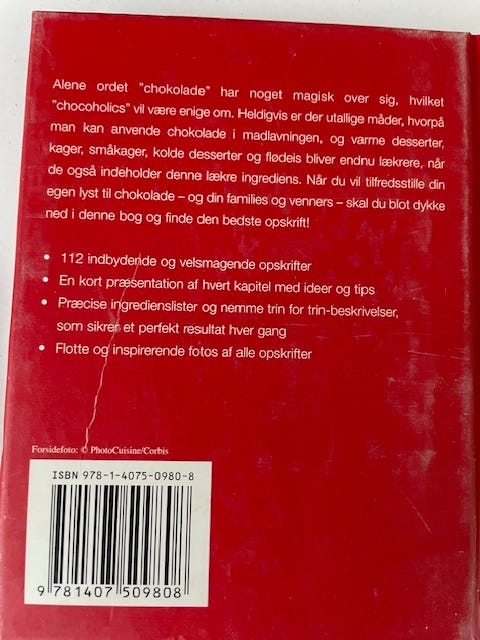 Alene ordet "chokolade" har noget magisk over sig, hvilket
"chocoholics" vil være enige om. Heldigvis er der utallige måder, hvorpå
man kan anvende chokolade i madlavningen, og varme desserter,
kager, småkager, kolde desserter og flødeis bliver endnu lækrere, når
de også indeholder denne lækre ingrediens. Når du vil tilfredsstille din
egen lyst til chokolade – og din families og venners – skal du blot dykke
ned i denne bog og finde den bedste opskrift!
• 112 indbydende og velsmagende opskrifter
• En kort præsentation af hvert kapitel med ideer og tips
• Præcise ingredienslister og nemme trin for trin-beskrivelser,
som sikrer et perfekt resultat hver gang
• Flotte og inspirerende fotos af alle opskrifter
Forsidefoto: © PhotoCuisine/Corbis
ISBN 978-1-4075-0980-8
9 781407 509808